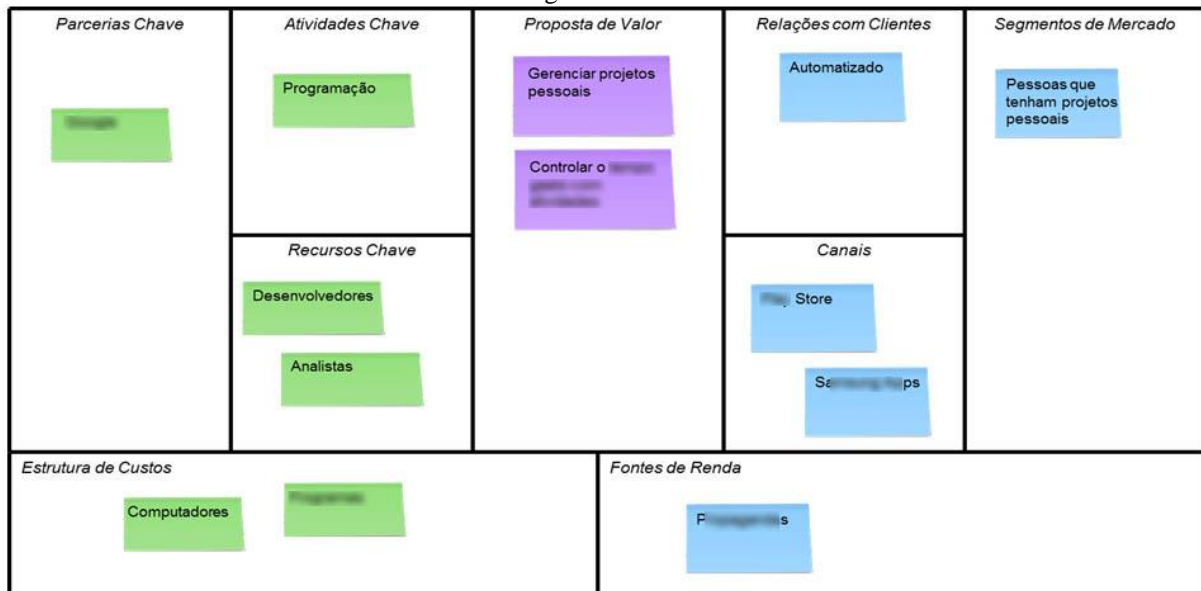 Parcerias Chave
Atividades Chave
Proposta de Valor
Relações com Clientes
Segmentos de Mercado
Programação
Gerenciar projetos
pessoais
Controlar o
Automatizado
Pessoas que
tenham projetos
pessoais
Recursos Chave
Desenvolvedores
Analistas
Canais
Store
Estrutura de Custos
Computadores
Fontes de Renda